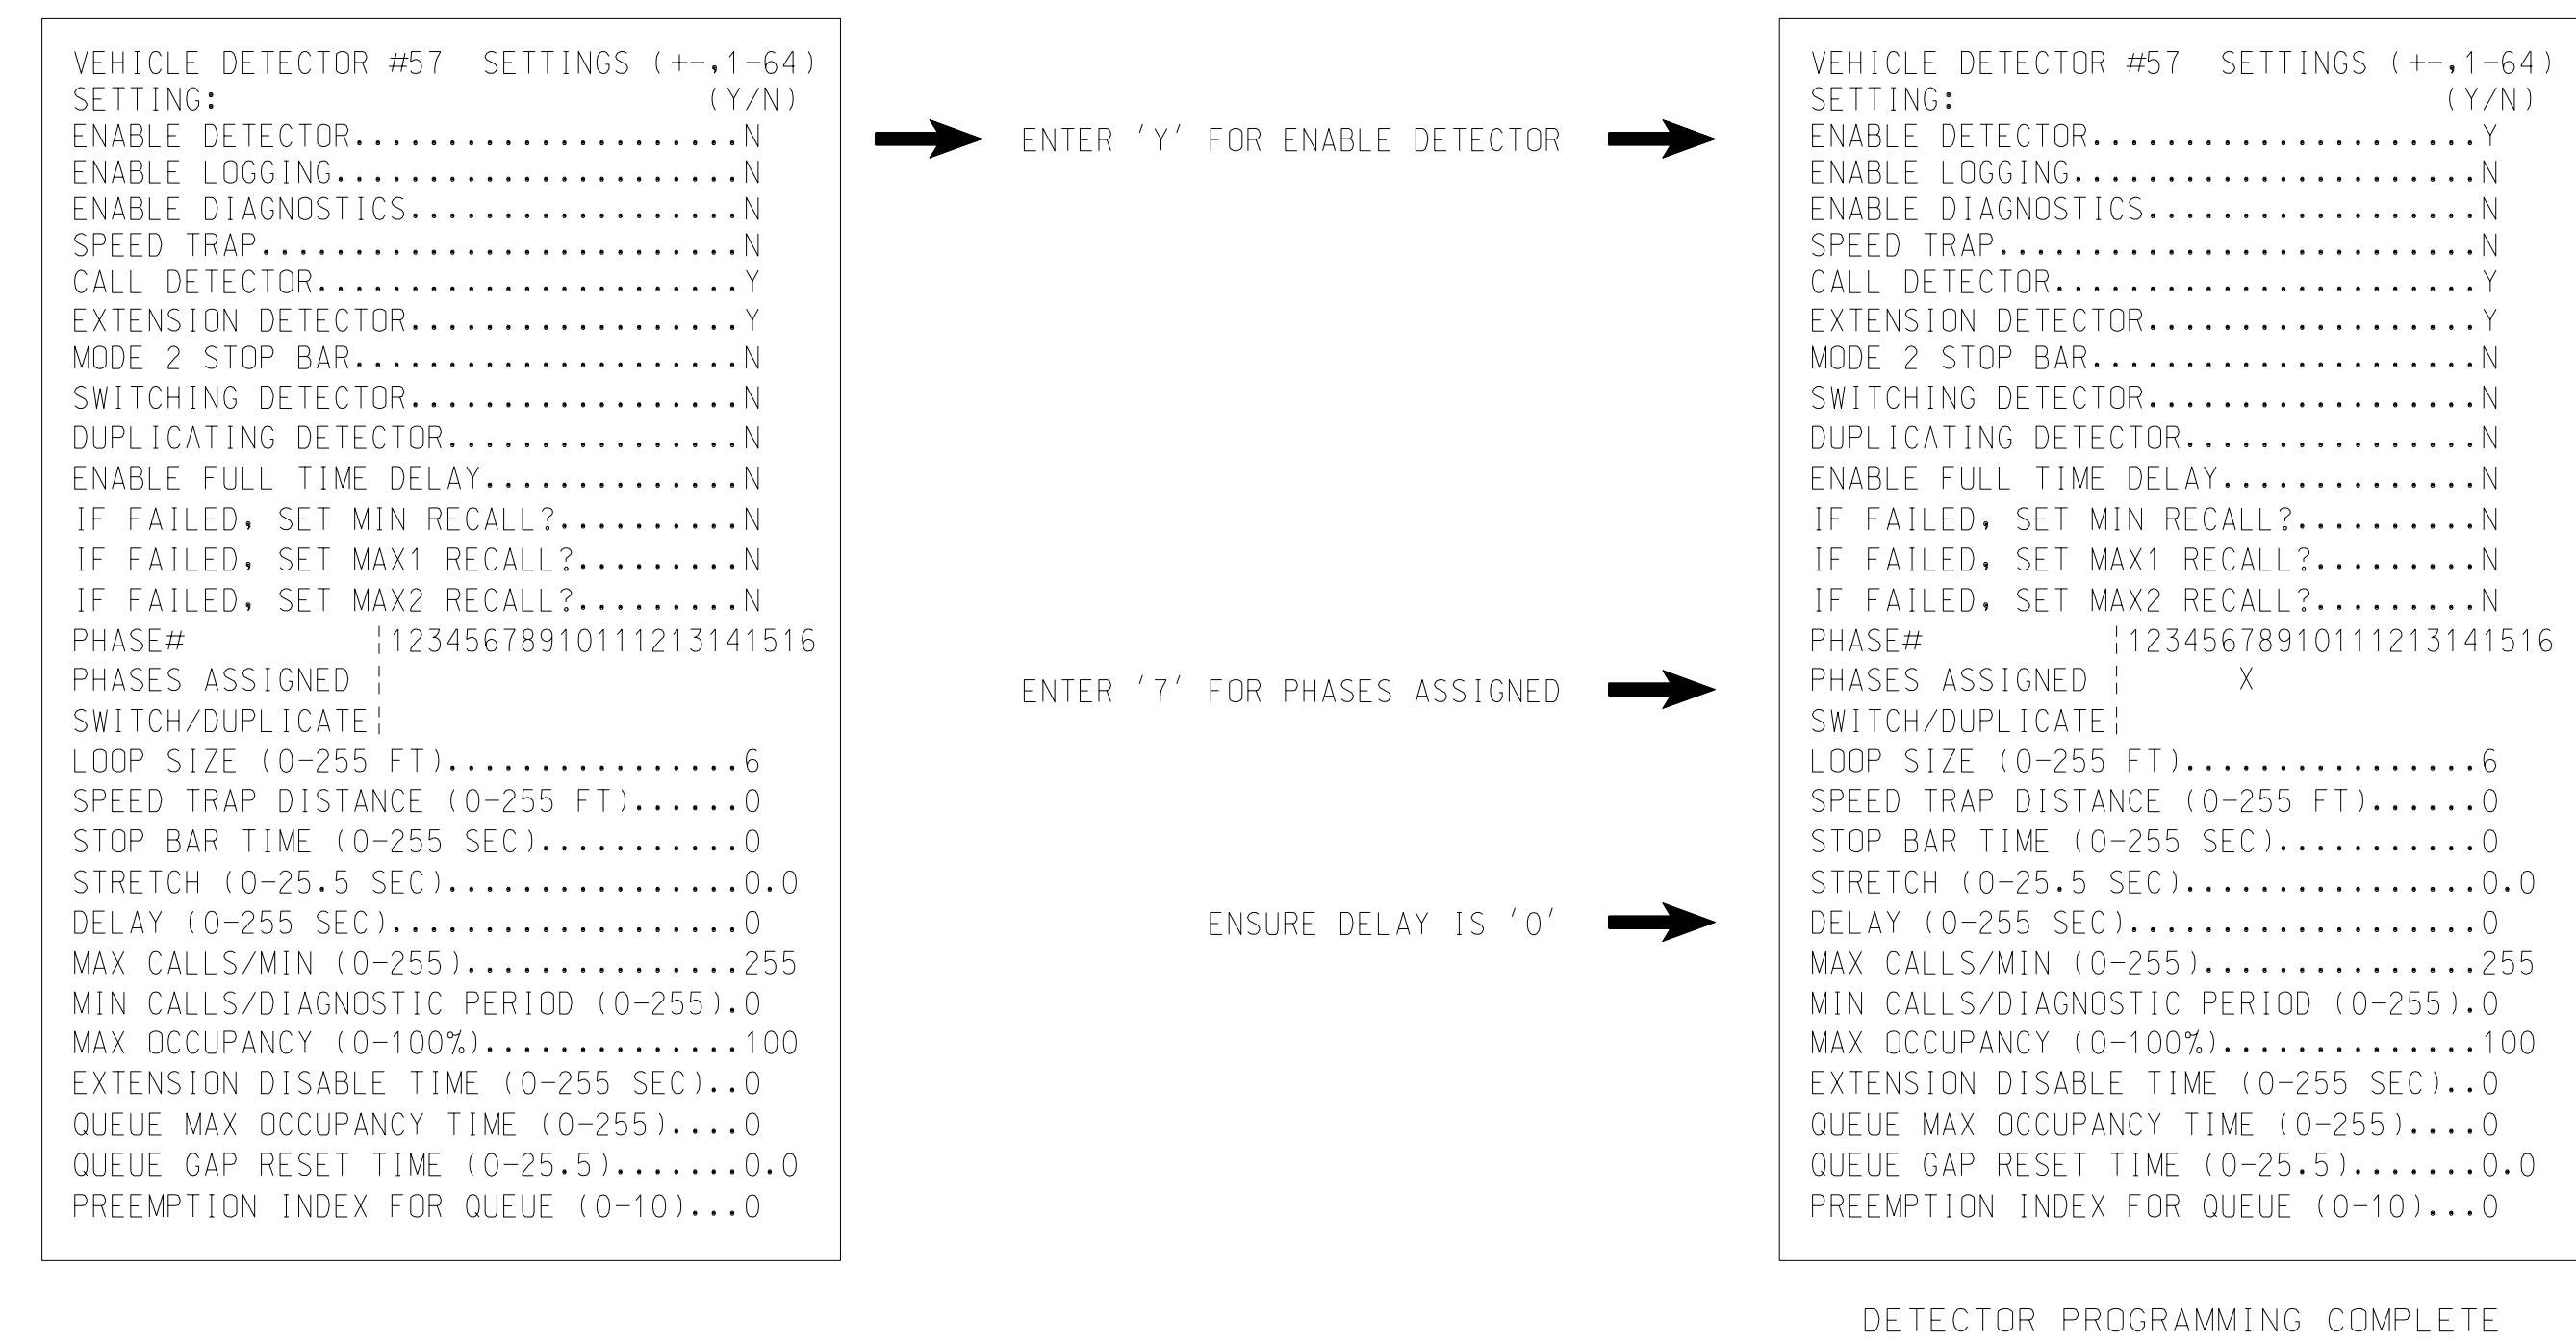 VEHICLE DETECTOR #57  SETTINGS (+-,1-64)
SETTING:                          (Y/N)
ENABLE DETECTOR.....................N
ENABLE LOGGING......................N
ENABLE DIAGNOSTICS..................N
SPEED TRAP..........................N
CALL DETECTOR.......................Y
EXTENSION DETECTOR..................Y
MODE 2 STOP BAR.....................N
SWITCHING DETECTOR..................N
DUPLICATING DETECTOR................N
ENABLE FULL TIME DELAY..............N
IF FAILED, SET MIN RECALL?..........N
IF FAILED, SET MAX1 RECALL?.........N
IF FAILED, SET MAX2 RECALL?.........N
PHASE#          |12345678910111213141516
PHASES ASSIGNED |
SWITCH/DUPLICATE|
LOOP SIZE (0-255 FT)................6
SPEED TRAP DISTANCE (0-255 FT)......0
STOP BAR TIME (0-255 SEC)...........0
STRETCH (0-25.5 SEC)................0.0
DELAY (0-255 SEC)...................0
MAX CALLS/MIN (0-255)...............255
MIN CALLS/DIAGNOSTIC PERIOD (0-255).0
MAX OCCUPANCY (0-100%)..............100
EXTENSION DISABLE TIME (0-255 SEC)..0
QUEUE MAX OCCUPANCY TIME (0-255)....0
QUEUE GAP RESET TIME (0-25.5).......0.0
PREEMPTION INDEX FOR QUEUE (0-10)...0
ENTER 'Y' FOR ENABLE DETECTOR
ENTER '7' FOR PHASES ASSIGNED
ENSURE DELAY IS '0'
VEHICLE DETECTOR #57  SETTINGS (+-,1-64)
SETTING:                          (Y/N)
ENABLE DETECTOR.....................Y
ENABLE LOGGING......................N
ENABLE DIAGNOSTICS..................N
SPEED TRAP..........................N
CALL DETECTOR.......................Y
EXTENSION DETECTOR..................Y
MODE 2 STOP BAR.....................N
SWITCHING DETECTOR..................N
DUPLICATING DETECTOR................N
ENABLE FULL TIME DELAY..............N
IF FAILED, SET MIN RECALL?..........N
IF FAILED, SET MAX1 RECALL?.........N
IF FAILED, SET MAX2 RECALL?.........N
PHASE#          |12345678910111213141516
PHASES ASSIGNED |      X
SWITCH/DUPLICATE|
LOOP SIZE (0-255 FT)................6
SPEED TRAP DISTANCE (0-255 FT)......0
STOP BAR TIME (0-255 SEC)...........0
STRETCH (0-25.5 SEC)................0.0
DELAY (0-255 SEC)...................0
MAX CALLS/MIN (0-255)...............255
MIN CALLS/DIAGNOSTIC PERIOD (0-255).0
MAX OCCUPANCY (0-100%)..............100
EXTENSION DISABLE TIME (0-255 SEC)..0
QUEUE MAX OCCUPANCY TIME (0-255)....0
QUEUE GAP RESET TIME (0-25.5).......0.0
PREEMPTION INDEX FOR QUEUE (0-10)...0
DETECTOR PROGRAMMING COMPLETE